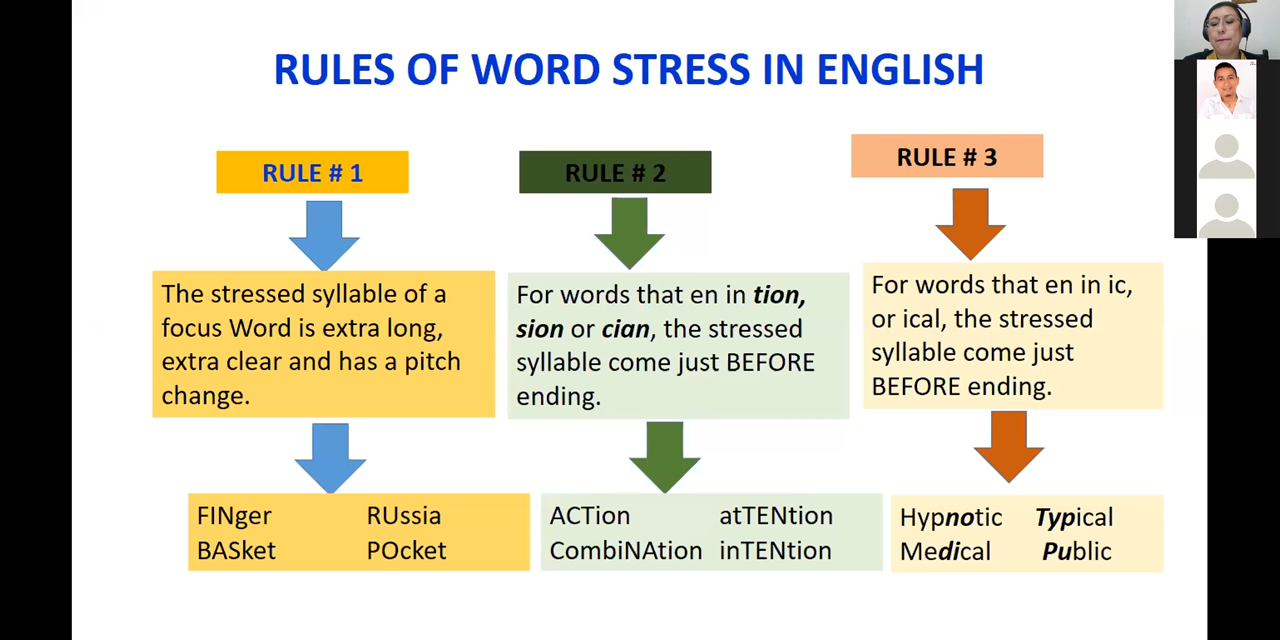 RULES OF WORD STRESS IN ENGLISH
RULE # 1
The stressed syllable of a
focus Word is extra long,
extra clear and has a pitch
change.
FINger RUssia
BASket POcket
RULE # 2
For words that en in tion,
sion or cian, the stressed
syllable come just BEFORE
ending.
ACTion atTENtion
CombiNAtion inTENtion
RULE # 3
For words that en in ic,
or ical, the stressed
syllable come just
BEFORE ending.
Hypnotic Typical
Medical Public